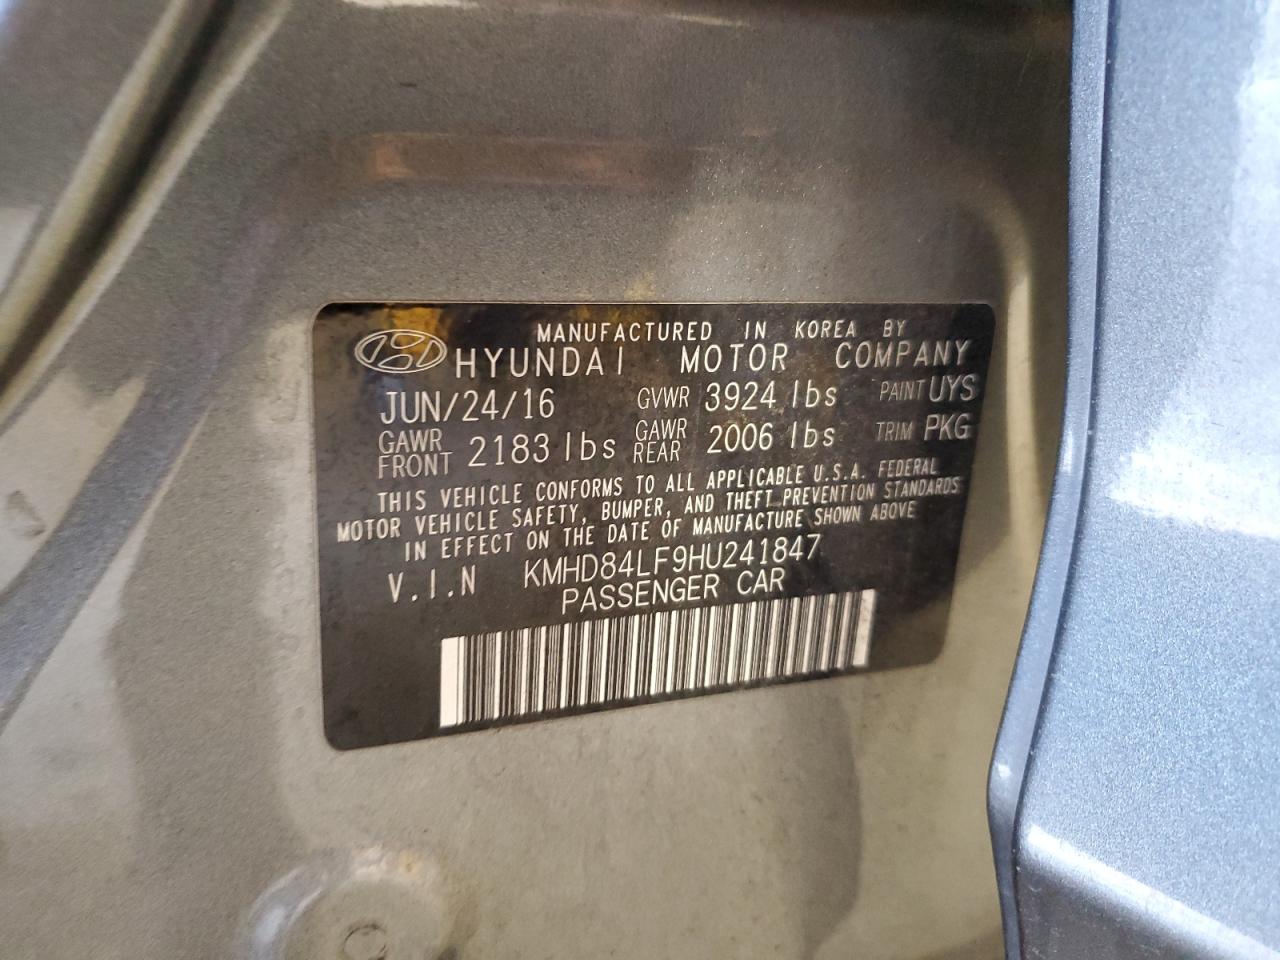 MANUFACTURED IN KOREA BY
HYUNDAI MOTOR COMPANY
JUN/24/16 GVWR 3924 lbs PAINT UYS
GAWR FRONT 2183 lbs GAWR REAR 2006 lbs TRIM PKG
THIS VEHICLE CONFORMS TO ALL APPLICABLE U.S.A. FEDERAL
MOTOR VEHICLE SAFETY, BUMPER, AND THEFT PREVENTION STANDARDS
IN EFFECT ON THE DATE OF MANUFACTURE SHOWN ABOVE
V.I.N KMHD84LF9HU241847
PASSENGER CAR